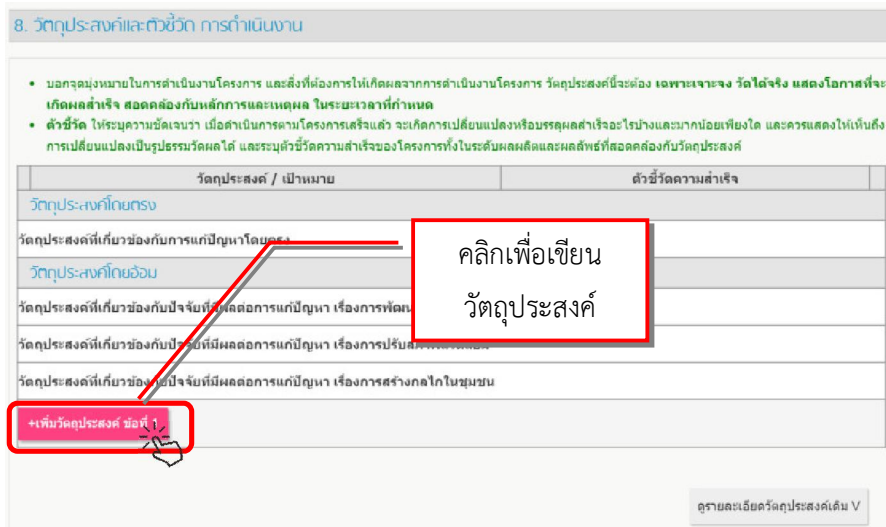 8. วัตถุประสงค์และตัวชี้วัด การดำเนินงาน
• บอกจุดมุ่งหมายในการดำเนินงานโครงการ และสิ่งที่ต้องการให้เกิดผลจากการดำเนินงานโครงการ วัตถุประสงค์นี้จะต้อง เฉพาะเจาะจง วัดได้จริง แสดงโอกาสที่จะ
เกิดผลสำเร็จ สอดคล้องกับหลักการและเหตุผล ในระยะเวลาที่กำหนด
• ตัวชี้วัด ให้ระบุความชัดเจนว่า เมื่อดำเนินการตามโครงการเสร็จแล้ว จะเกิดการเปลี่ยนแปลงหรือบรรลุผลสำเร็จอะไรบ้างและมากน้อยเพียงใด และควรแสดงให้เห็นถึง
การเปลี่ยนแปลงเป็นรูปธรรมวัดผลได้ และระบุตัวชี้วัดความสำเร็จของโครงการทั้งในระดับผลผลิตและผลลัพธ์ที่สอดคล้องกับวัตถุประสงค์
วัตถุประสงค์ / เป้าหมาย ตัวชี้วัดความสำเร็จ
วัตถุประสงค์โดยตรง
วัตถุประสงค์ที่เกี่ยวข้องกับการแก้ปัญหาโดยตรง
คลิกเพื่อเขียน
วัตถุประสงค์
วัตถุประสงค์โดยอ้อม
วัตถุประสงค์ที่เกี่ยวข้องกับปัจจัยที่มีผลต่อการแก้ปัญหา เรื่องการพัฒน
วัตถุประสงค์ที่เกี่ยวข้องกับปัจจัยที่มีผลต่อการแก้ปัญหา
วัตถุประสงค์ที่เกี่ยวข้องกับปัจจัยที่มีผลต่อการแก้ปัญหา เรื่องการสร้างกลไกในชุมชน
+เพิ่มวัตถุประสงค์ ข้อที่ 1
ดูรายละเอียดวัตถุประสงค์เดิม V